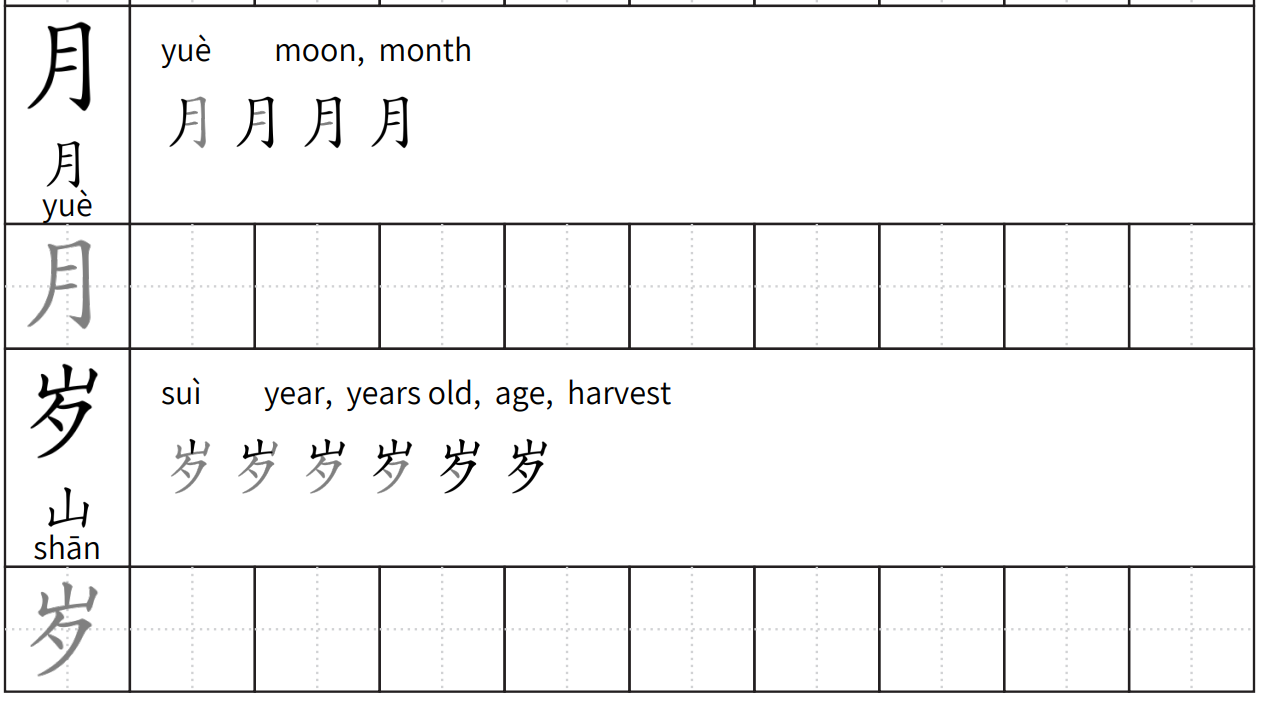 月
月
yuè
yuè moon, month
月 月 月 月
月
岁
山
shān
suì year, years old, age, harvest
岁 岁 岁 岁 岁 岁
岁